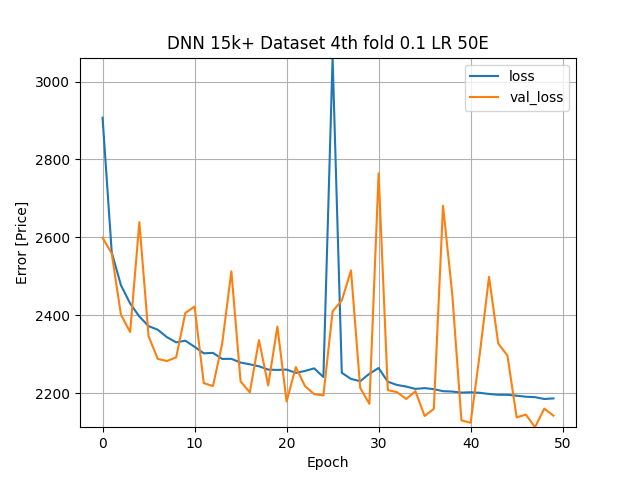 DNN 15k+ Dataset 4th fold 0.1 LR 50E
loss
val_loss
3000
2800
2600
2400
2200
Error [Price]
0 10 20 30 40 50
Epoch